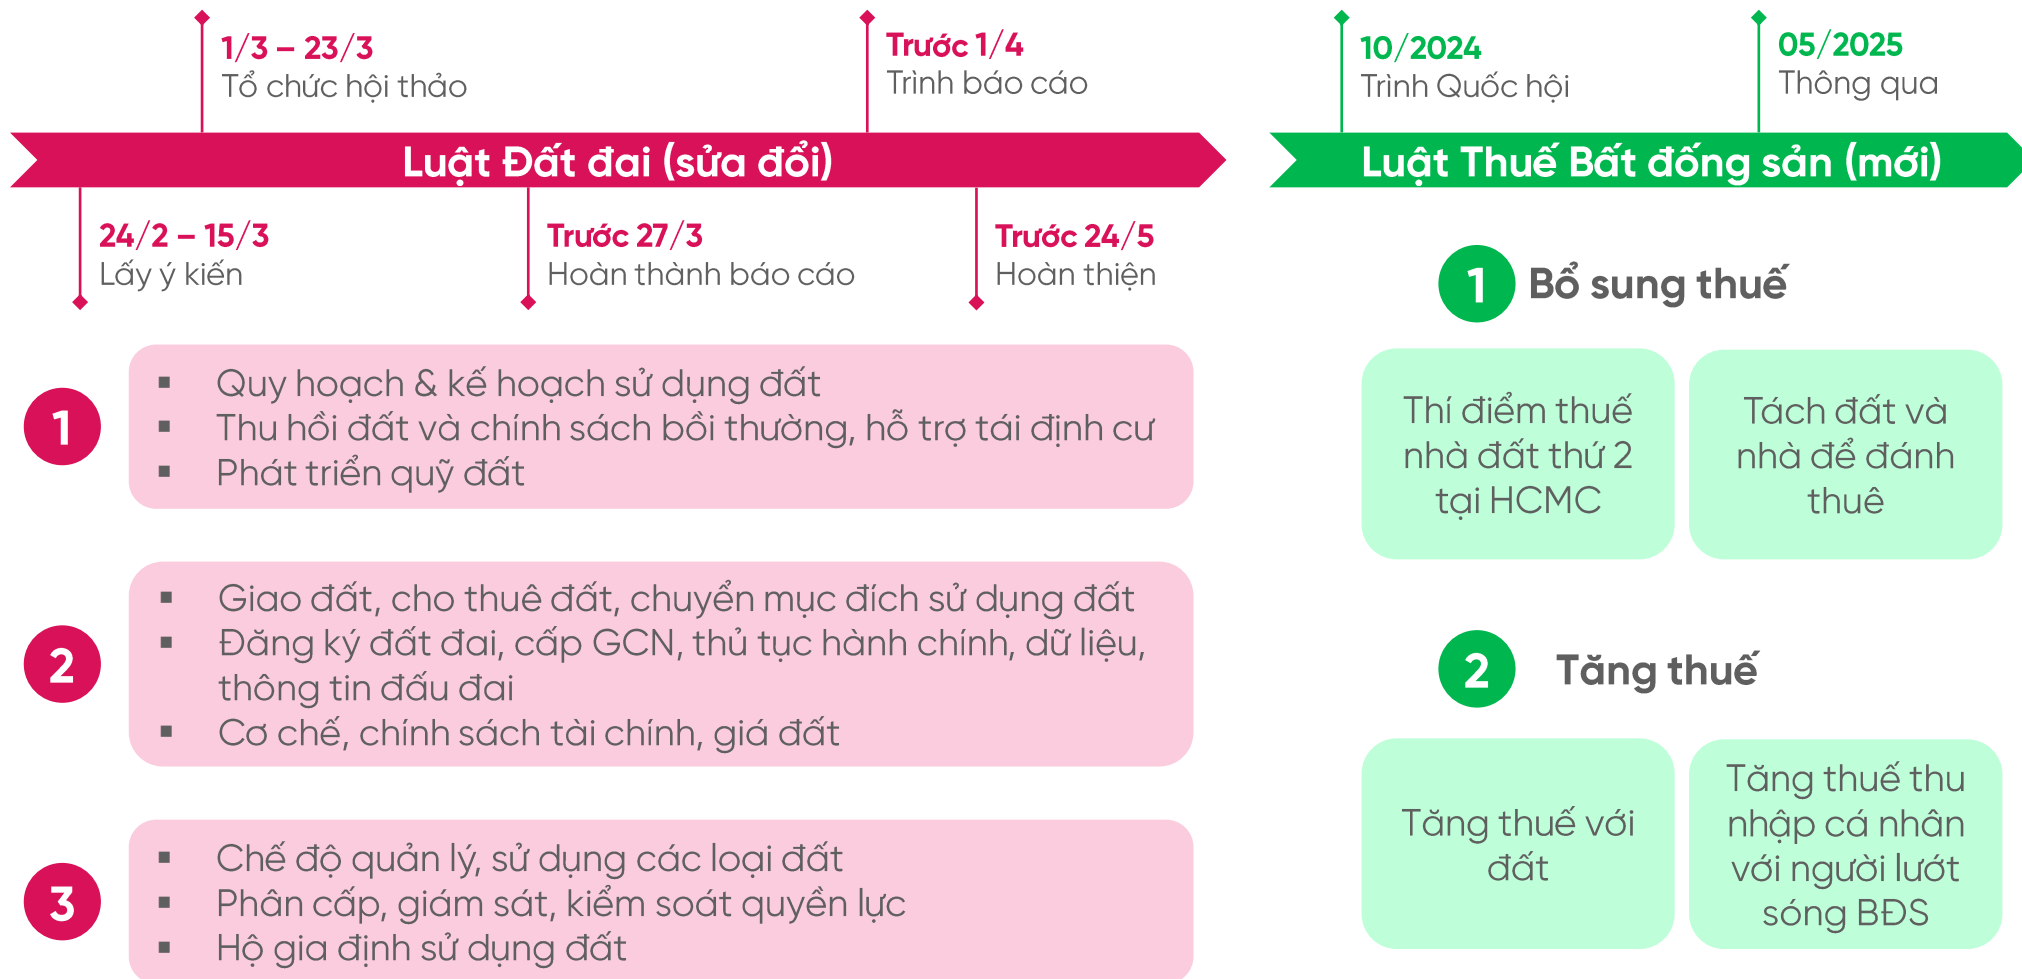 1/3 – 23/3
Tổ chức hội thảo
Trước 1/4
Trình báo cáo
Luật Đất đai (sửa đổi)
24/2 – 15/3
Lấy ý kiến
Trước 27/3
Hoàn thành báo cáo
Trước 24/5
Hoàn thiện
1
▪ Quy hoạch & kế hoạch sử dụng đất
▪ Thu hồi đất và chính sách bồi thường, hỗ trợ tái định cư
▪ Phát triển quỹ đất
2
▪ Giao đất, cho thuê đất, chuyển mục đích sử dụng đất
▪ Đăng ký đất đai, cấp GCN, thủ tục hành chính, dữ liệu,
thông tin đấu đai
▪ Cơ chế, chính sách tài chính, giá đất
3
▪ Chế độ quản lý, sử dụng các loại đất
▪ Phân cấp, giám sát, kiểm soát quyền lực
▪ Hộ gia định sử dụng đất
10/2024
Trình Quốc hội
05/2025
Thông qua
Luật Thuế Bất đống sản (mới)
1 Bổ sung thuế
Thí điểm thuế
nhà đất thứ 2
tại HCMC
Tách đất và
nhà để đánh
thuê
2 Tăng thuế
Tăng thuế với
đất
Tăng thuế thu
nhập cá nhân
với người lướt
sóng BĐS